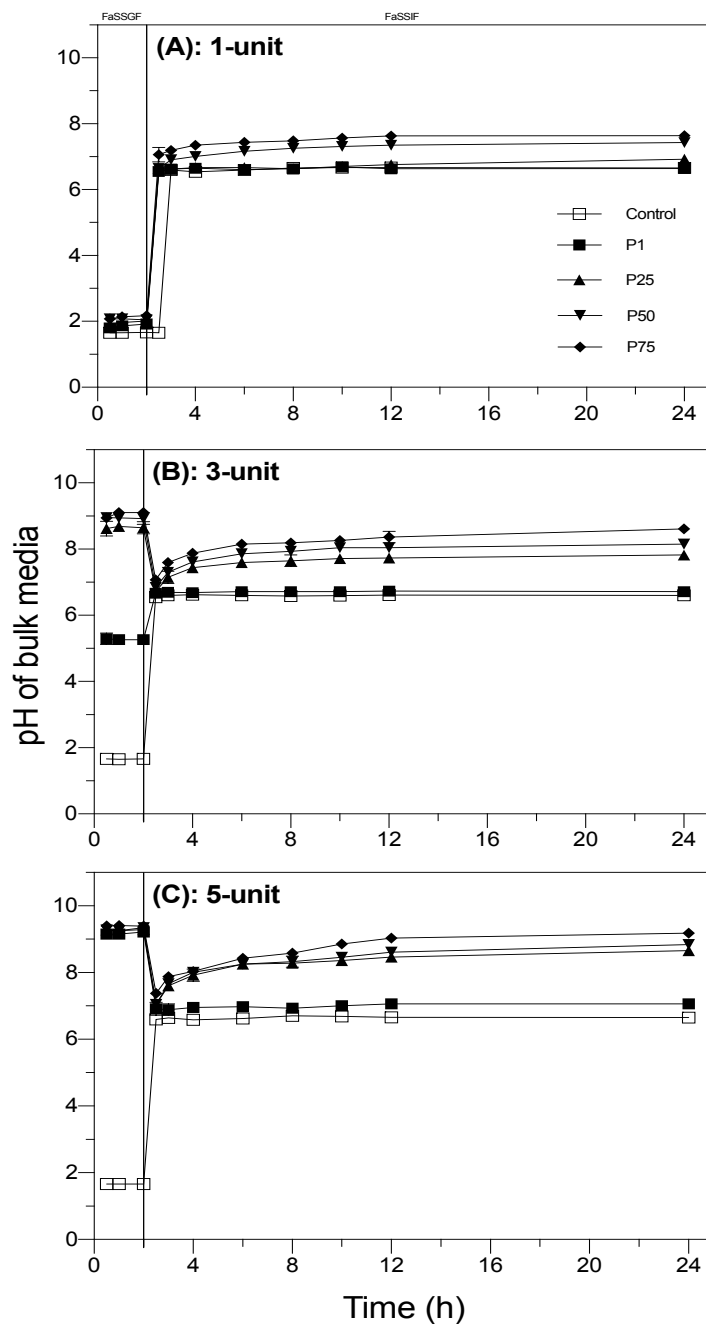 FaSSGF FaSSIF
(A): 1-unit
10
8
6
4
2
0
0 4 8 12 16 20 24
Control
P1
P25
P50
P75
(B): 3-unit
10
8
6
4
2
0
0 4 8 12 16 20 24
pH of bulk media
(C): 5-unit
10
8
6
4
2
0
0 4 8 12 16 20 24
Time (h)